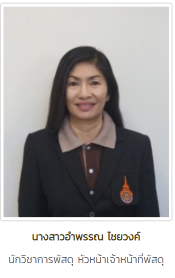 นางสาวอำพรรณ ไชยวงค์
นักวิชาการพัสดุ หัวหน้าเจ้าหน้าที่พัสดุ